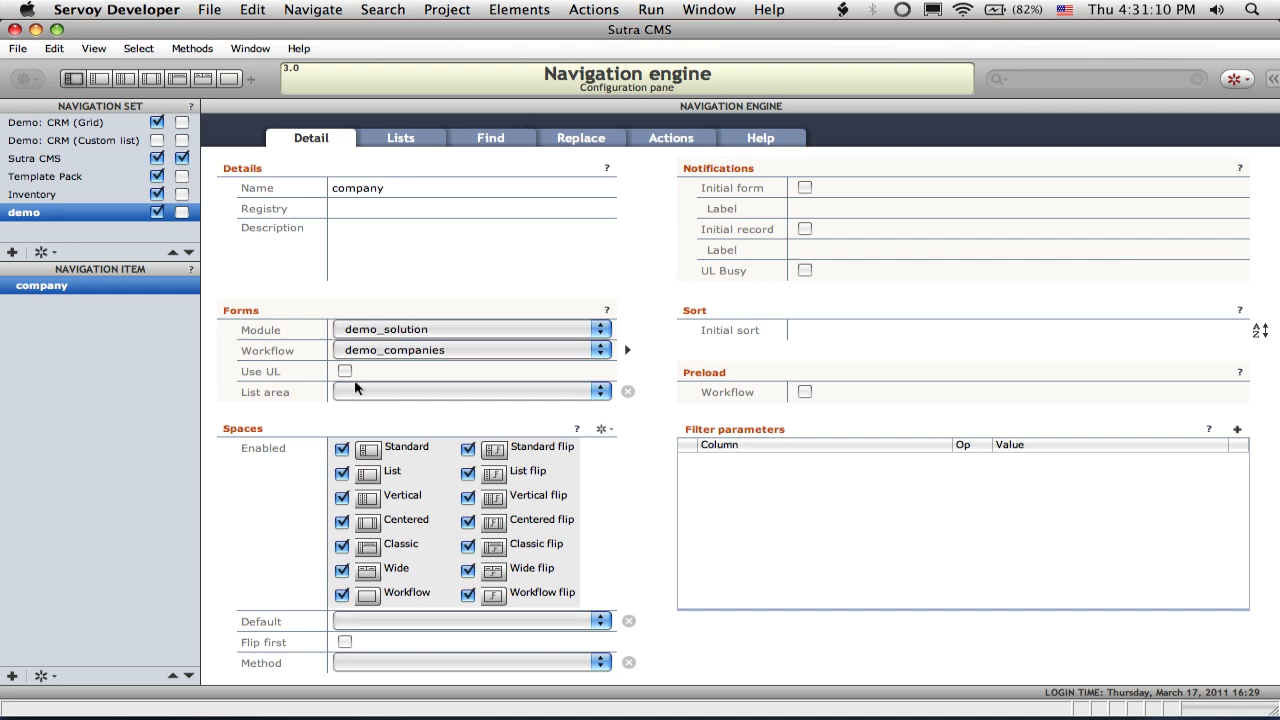 Servoy Developer File Edit Navigate Search Project Elements Actions Run Window Help (82%) Thu 4:31:10 PM
Sutra CMS
File Edit View Select Methods Window Help
3.0
Navigation engine
Configuration pane
NAVIGATION SET ?
NAVIGATION ENGINE
Demo: CRM (Grid)
Demo: CRM (Custom list)
Sutra CMS
Template Pack
Inventory
demo
NAVIGATION ITEM ?
company
Detail Lists Find Replace Actions Help
Details ?
Name company
Registry
Description
Forms ?
Module demo_solution
Workflow demo_companies
Use UL
List area
Spaces ?
Enabled
Standard Standard flip
List List flip
Vertical Vertical flip
Centered Centered flip
Classic Classic flip
Wide Wide flip
Workflow Workflow flip
Default
Flip first
Method
Notifications ?
Initial form
Label
Initial record
Label
UL Busy
Sort ?
Initial sort
Preload ?
Workflow
Filter parameters ?
Column Op Value
LOGIN TIME: Thursday, March 17, 2011 16:29